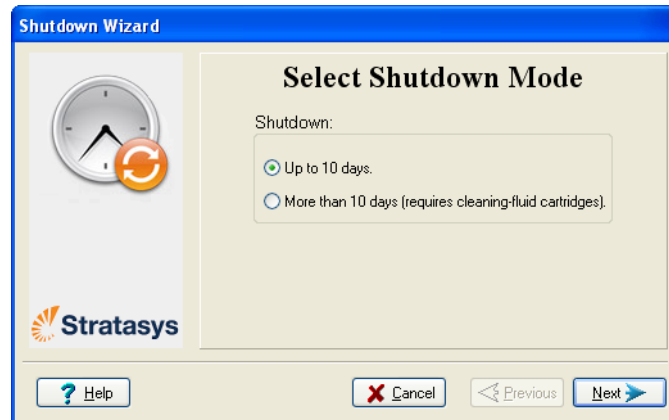 Shutdown Wizard
Select Shutdown Mode
Shutdown:
Up to 10 days.
More than 10 days (requires cleaning-fluid cartridges).
Stratasys
? Help
Cancel
Previous
Next